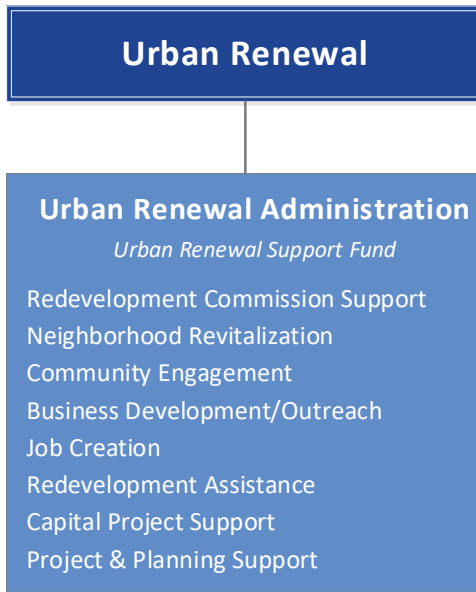 Urban Renewal
Urban Renewal Administration
Urban Renewal Support Fund
Redevelopment Commission Support
Neighborhood Revitalization
Community Engagement
Business Development/Outreach
Job Creation
Redevelopment Assistance
Capital Project Support
Project & Planning Support